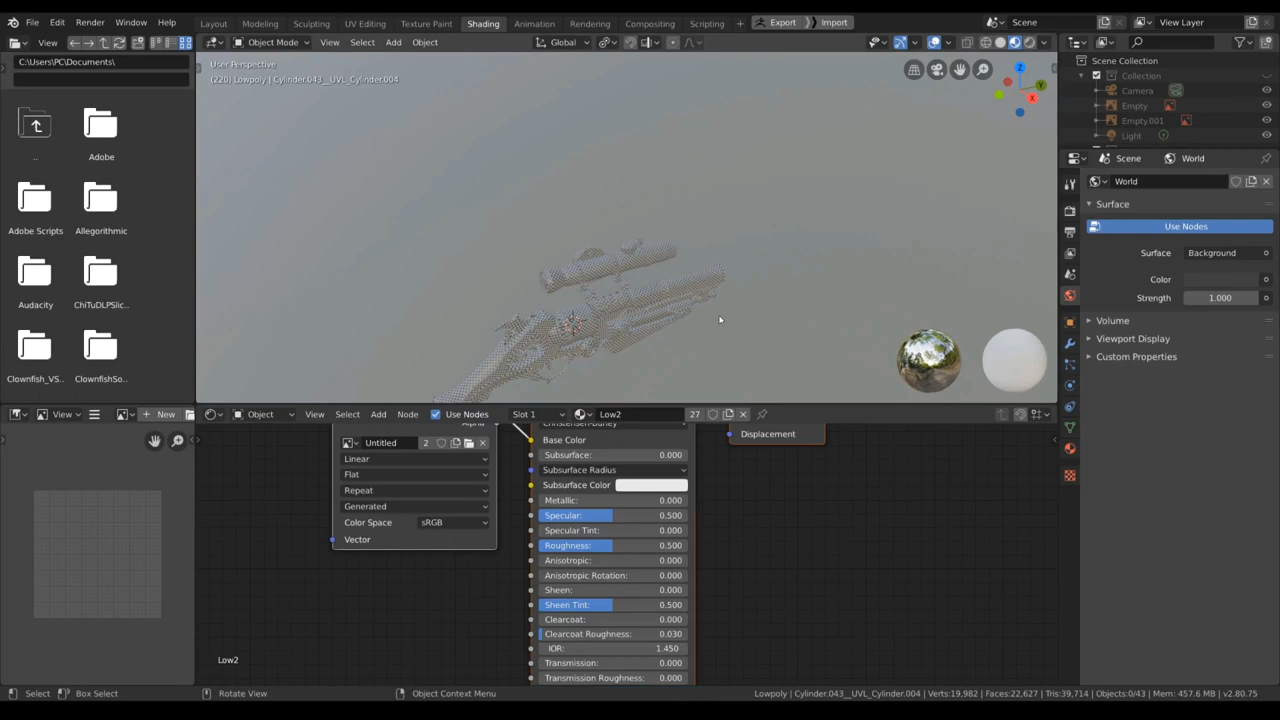 File Edit Render Window Help Layout Modeling Sculpting UV Editing Texture Paint Shading Animation Rendering Compositing Scripting + Export Import Scene View Layer
View Object Mode View Select Add Object Global
C:\Users\PC\Documents\
User Perspective
(220) Lowpoly | Cylinder.043__UVL_Cylinder.004
.. Adobe
Adobe Scripts Allegorithmic
Audacity ChiTuDLPSlic..
Clownfish_VS.. ClownfishSo..
Z Y X
Scene Collection
Collection
Camera
Empty
Empty.001
Light
Scene World
World
Surface
Use Nodes
Surface Background
Color
Strength 1.000
Volume
Viewport Display
Custom Properties
View New Object View Select Add Node Use Nodes Slot 1 Low2 27
Alpha
Christensen-Burley
Displacement
Untitled 2
Linear
Flat
Repeat
Generated
Color Space sRGB
Vector
Base Color
Subsurface: 0.000
Subsurface Radius
Subsurface Color
Metallic: 0.000
Specular: 0.500
Specular Tint: 0.000
Roughness: 0.500
Anisotropic: 0.000
Anisotropic Rotation: 0.000
Sheen: 0.000
Sheen Tint: 0.500
Clearcoat: 0.000
Clearcoat Roughness: 0.030
IOR: 1.450
Transmission: 0.000
Transmission Roughness: 0.000
Low2
Select Box Select Rotate View Object Context Menu Lowpoly | Cylinder.043__UVL_Cylinder.004 | Verts:19,982 | Faces:22,627 | Tris:39,714 | Objects:0/43 | Mem: 457.6 MB | v2.80.75